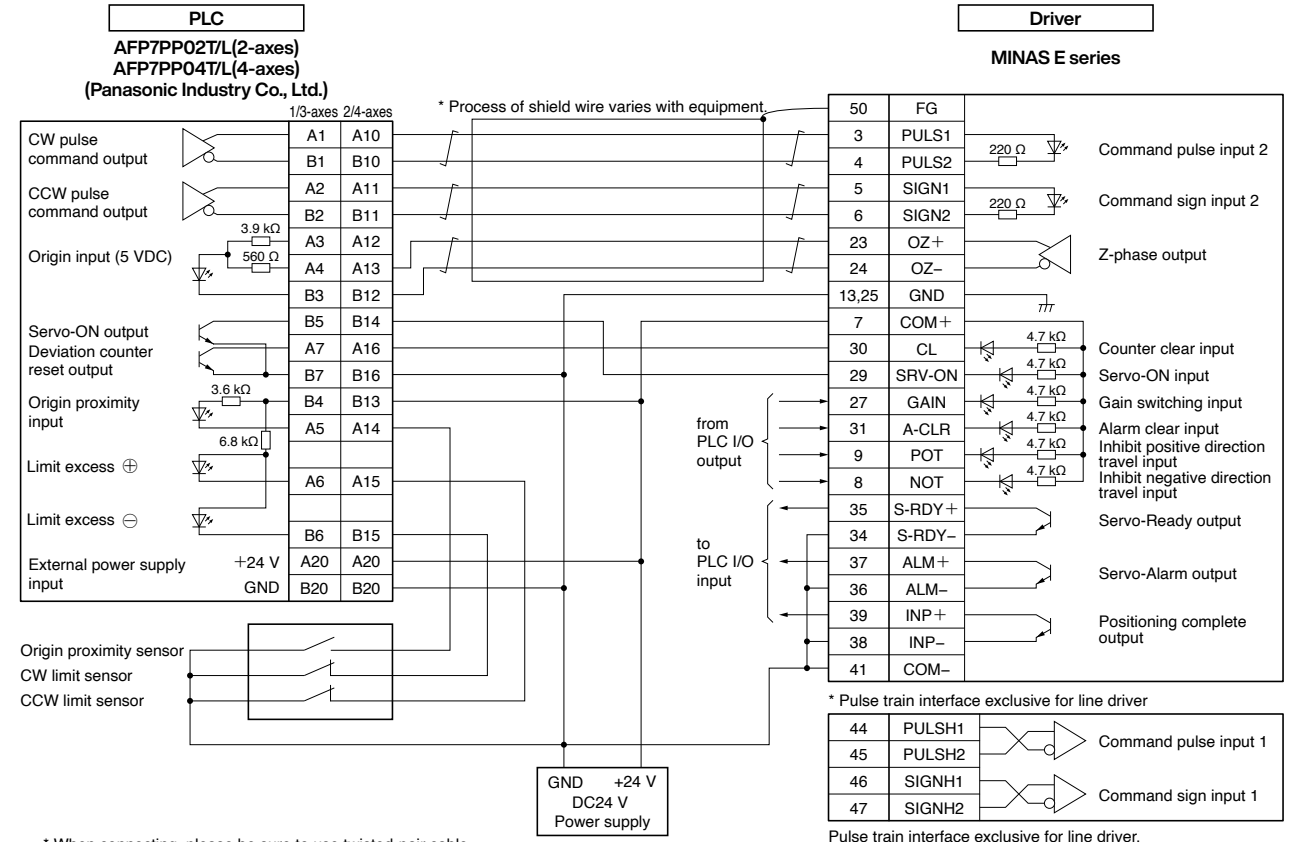 PLC
AFP7PP02T/L(2-axes)
AFP7PP04T/L(4-axes)
(Panasonic Industry Co., Ltd.)
Driver
MINAS E series
1/3-axes 2/4-axes
* Process of shield wire varies with equipment.
CW pulse
command output
A1 A10
B1 B10
CCW pulse
command output
A2 A11
B2 B11
Origin input (5 VDC)
3.9 kΩ
560 Ω
A3 A12
A4 A13
B3 B12
Servo-ON output
B5 B14
Deviation counter
reset output
A7 A16
B7 B16
Origin proximity
input
3.6 kΩ
B4 B13
A5 A14
6.8 kΩ
Limit excess ⊕
A6 A15
Limit excess ⊖
B6 B15
External power supply
input
+24 V A20 A20
GND B20 B20
Origin proximity sensor
CW limit sensor
CCW limit sensor
GND +24 V
DC24 V
Power supply
from
PLC I/O
output
to
PLC I/O
input
50 FG
3 PULS1
4 PULS2
220 Ω
Command pulse input 2
5 SIGN1
6 SIGN2
220 Ω
Command sign input 2
23 OZ+
24 OZ−
Z-phase output
13,25 GND
7 COM+
30 CL 4.7 kΩ Counter clear input
29 SRV-ON 4.7 kΩ Servo-ON input
27 GAIN 4.7 kΩ Gain switching input
31 A-CLR 4.7 kΩ Alarm clear input
9 POT 4.7 kΩ Inhibit positive direction
travel input
8 NOT 4.7 kΩ Inhibit negative direction
travel input
35 S-RDY+
34 S-RDY−
Servo-Ready output
37 ALM+
36 ALM−
Servo-Alarm output
39 INP+
38 INP−
Positioning complete
output
41 COM−
* Pulse train interface exclusive for line driver
44 PULSH1
45 PULSH2
Command pulse input 1
46 SIGNH1
47 SIGNH2
Command sign input 1
Pulse train interface exclusive for line driver.
* When connecting, please be sure to use twisted-pair cable